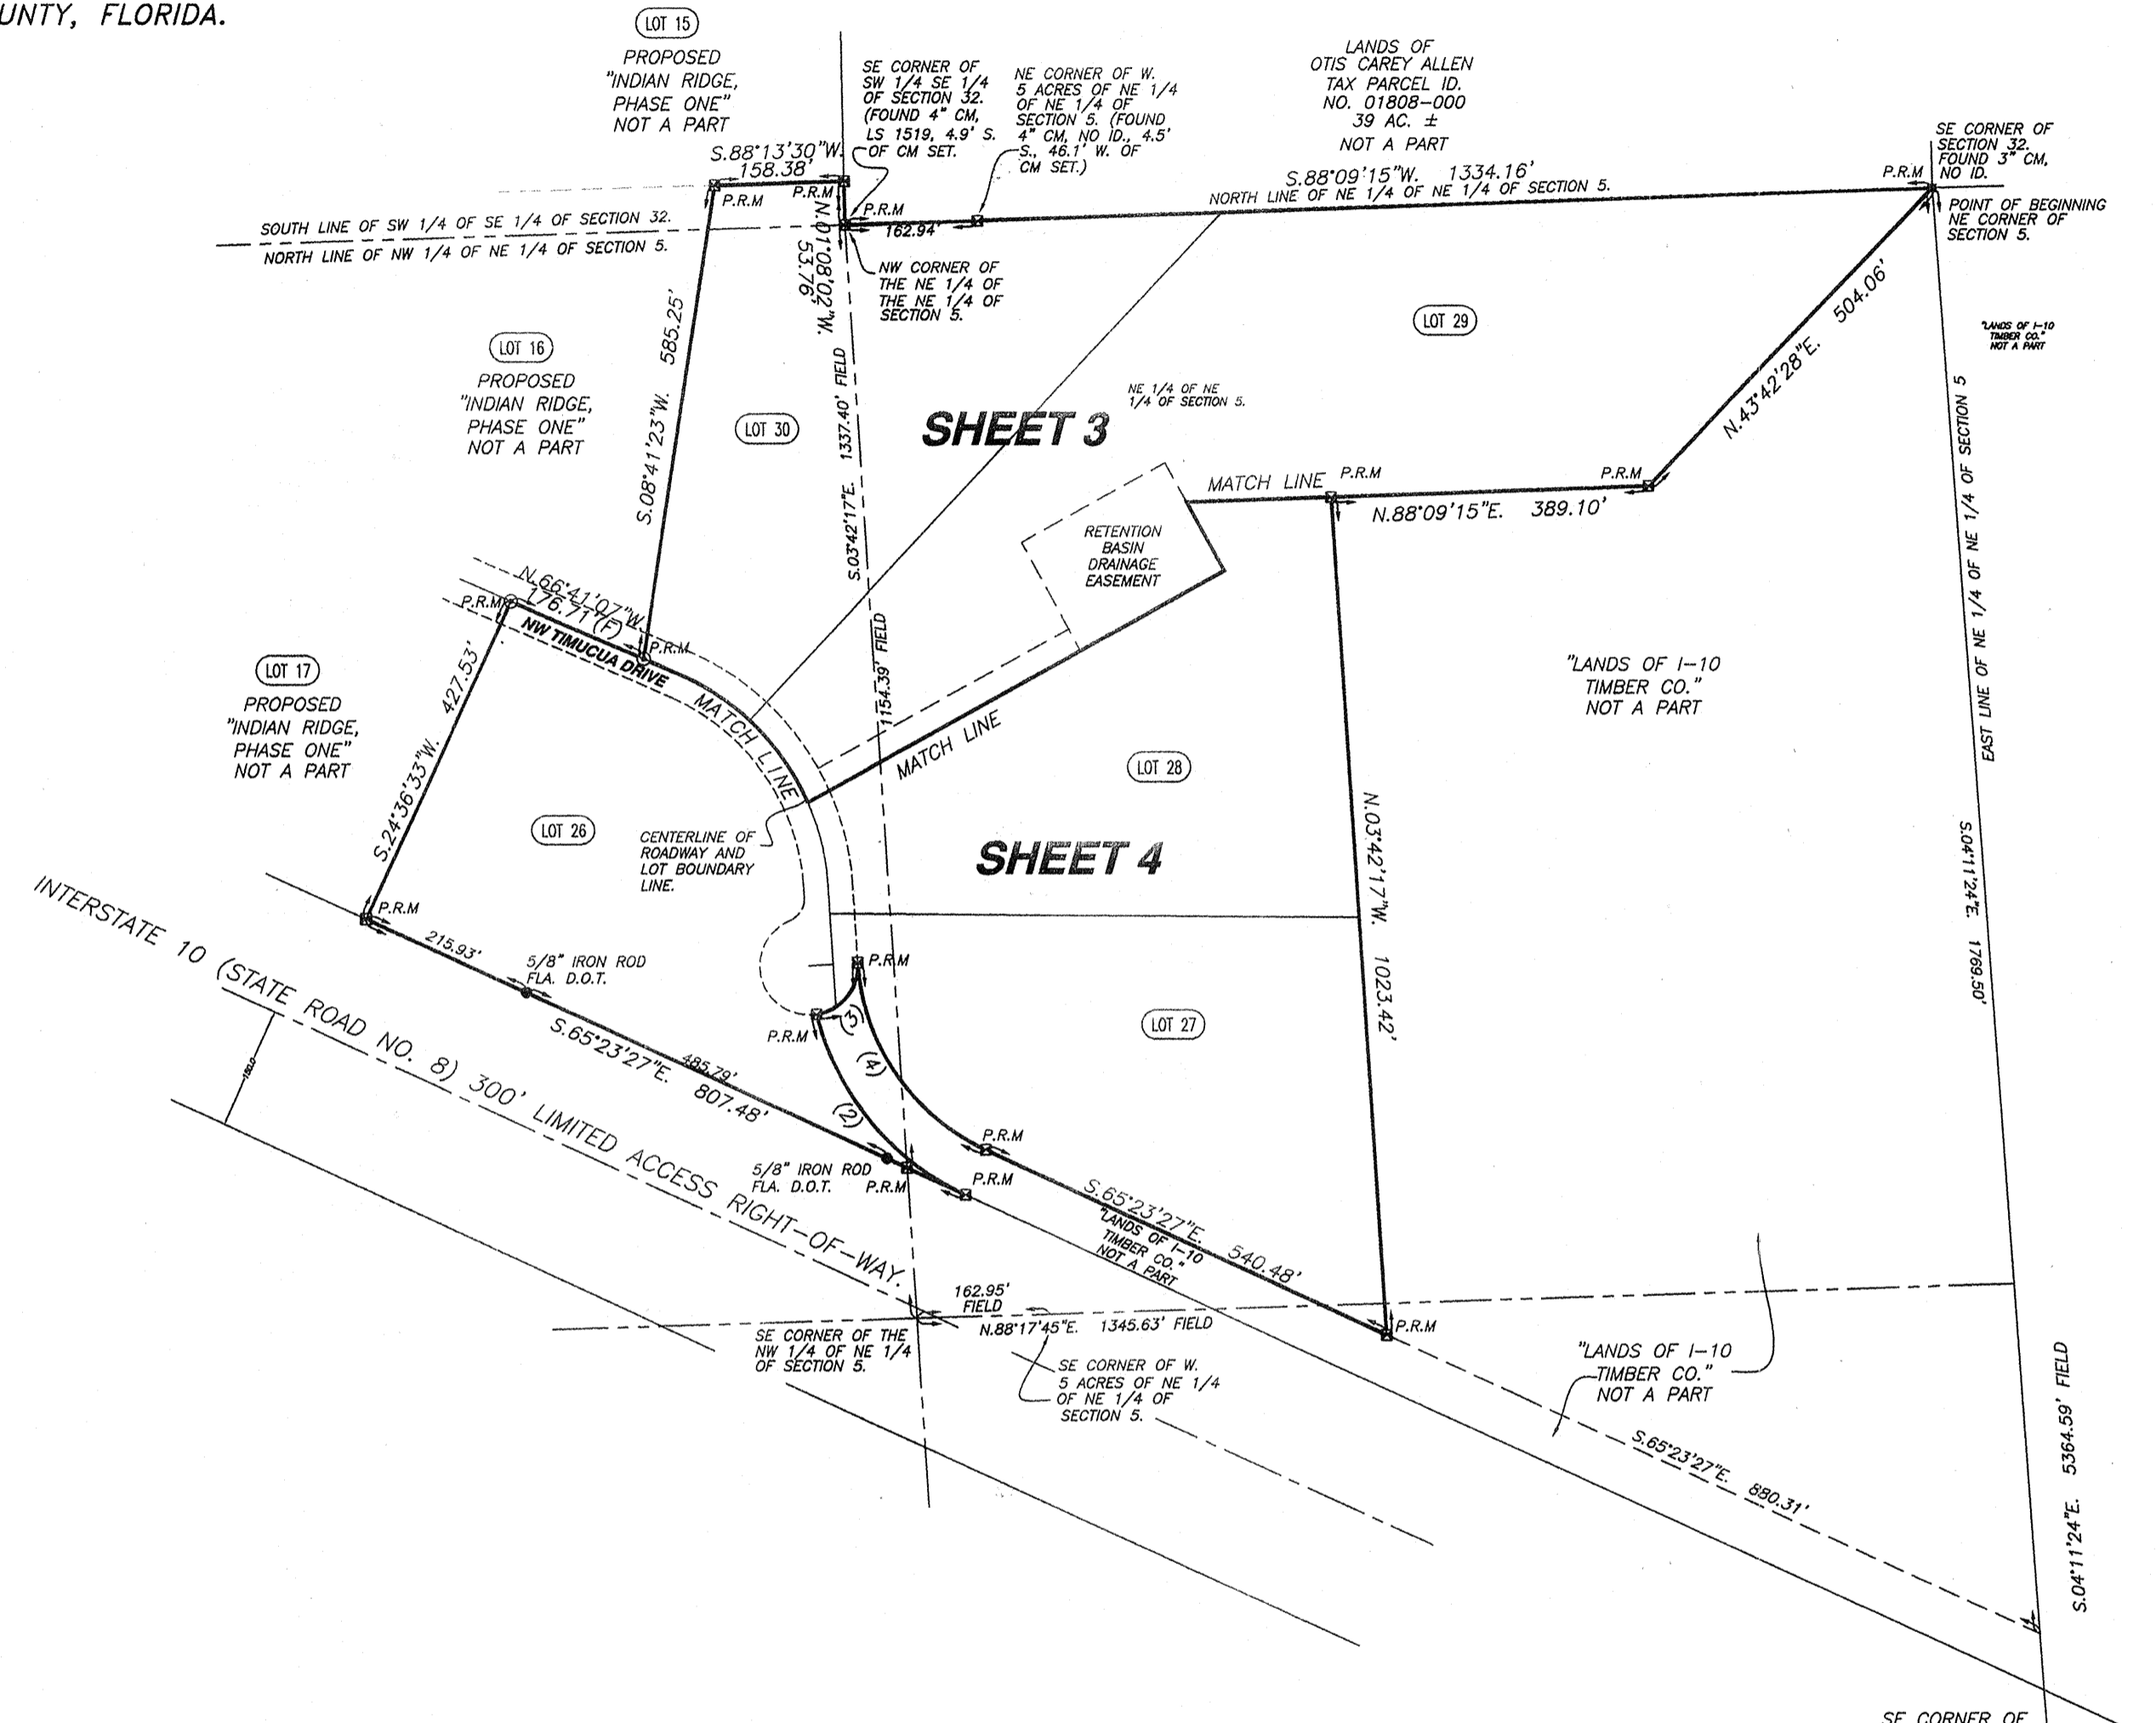 UNTY, FLORIDA.
LOT 15
PROPOSED
"INDIAN RIDGE,
PHASE ONE"
NOT A PART
SE CORNER OF
SW 1/4 SE 1/4
OF SECTION 32.
(FOUND 4" CM,
LS 1519, 4.9' S.
OF CM SET.
NE CORNER OF W.
5 ACRES OF NE 1/4
OF NE 1/4 OF
SECTION 5. (FOUND
4" CM, NO ID., 4.5'
S., 46.1' W. OF
CM SET.)
LANDS OF
OTIS CAREY ALLEN
TAX PARCEL ID.
NO. 01808-000
39 AC. ±
NOT A PART
SE CORNER OF
SECTION 32.
FOUND 3" CM,
NO ID.
P.R.M
S.88°13'30"W.
158.38'
P.R.M
P.R.M
P.R.M
S.88°09'15"W. 1334.16'
NORTH LINE OF NE 1/4 OF NE 1/4 OF SECTION 5.
POINT OF BEGINNING
NE CORNER OF
SECTION 5.
SOUTH LINE OF SW 1/4 OF SE 1/4 OF SECTION 32.
NORTH LINE OF NW 1/4 OF NE 1/4 OF SECTION 5.
162.94'
N.01°08'02"W.
53.76'
NW CORNER OF
THE NE 1/4 OF
THE NE 1/4 OF
SECTION 5.
LOT 29
N.43°42'28"E. 504.06'
"LANDS OF I-10
TIMBER CO."
NOT A PART
LOT 16
PROPOSED
"INDIAN RIDGE,
PHASE ONE"
NOT A PART
S.08°41'23"W. 585.25'
LOT 30
S.03°42'17"E. 1337.40' FIELD
SHEET 3
NE 1/4 OF NE
1/4 OF SECTION 5.
EAST LINE OF NE 1/4 OF NE 1/4 OF SECTION 5
MATCH LINE
P.R.M
P.R.M
N.88°09'15"E. 389.10'
RETENTION
BASIN
DRAINAGE
EASEMENT
N.66°41'07"W.
176.71'(F)
P.R.M
P.R.M
NW TIMUCUA DRIVE
MATCH LINE
1154.39' FIELD
MATCH LINE
LOT 17
PROPOSED
"INDIAN RIDGE,
PHASE ONE"
NOT A PART
S.24°36'33"W. 427.53'
"LANDS OF I-10
TIMBER CO."
NOT A PART
LOT 28
LOT 26
CENTERLINE OF
ROADWAY AND
LOT BOUNDARY
LINE.
SHEET 4
N.03°42'17"W. 1023.42'
S.04°11'24"E. 1769.50'
P.R.M
215.93'
5/8" IRON ROD
FLA. D.O.T.
P.R.M
P.R.M
(3)
(4)
(2)
LOT 27
INTERSTATE 10 (STATE ROAD NO. 8) 300' LIMITED ACCESS RIGHT-OF-WAY.
S.65°23'27"E. 807.48'
485.79'
5/8" IRON ROD
FLA. D.O.T.
P.R.M
P.R.M
P.R.M
S.65°23'27"E. 540.48'
"LANDS OF I-10
TIMBER CO."
NOT A PART
162.95'
FIELD
N.88°17'45"E. 1345.63' FIELD
SE CORNER OF THE
NW 1/4 OF NE 1/4
OF SECTION 5.
SE CORNER OF W.
5 ACRES OF NE 1/4
OF NE 1/4 OF
SECTION 5.
P.R.M
"LANDS OF I-10
TIMBER CO."
NOT A PART
S.65°23'27"E. 880.31'
S.04°11'24"E. 5364.59' FIELD
SE CORNER OF